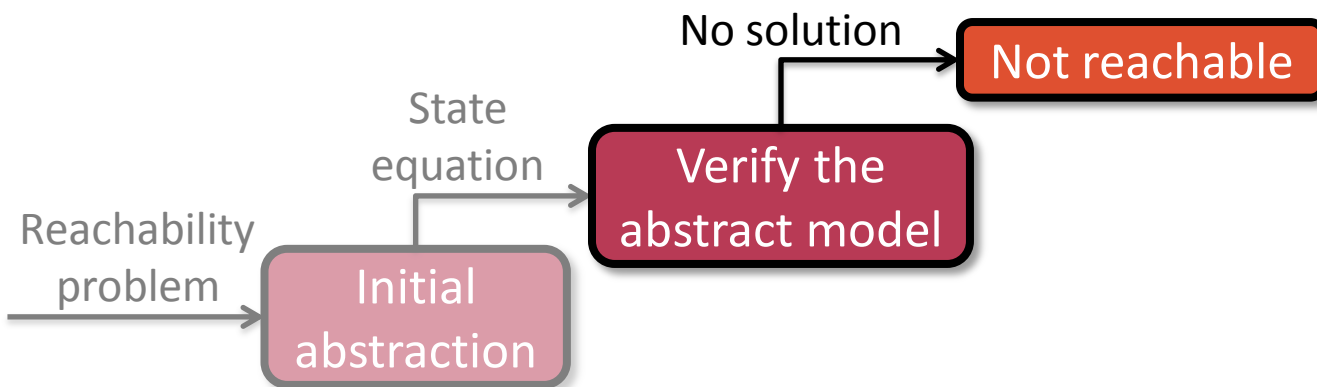 Reachability
problem
Initial
abstraction
State
equation
Verify the
abstract model
No solution
Not reachable